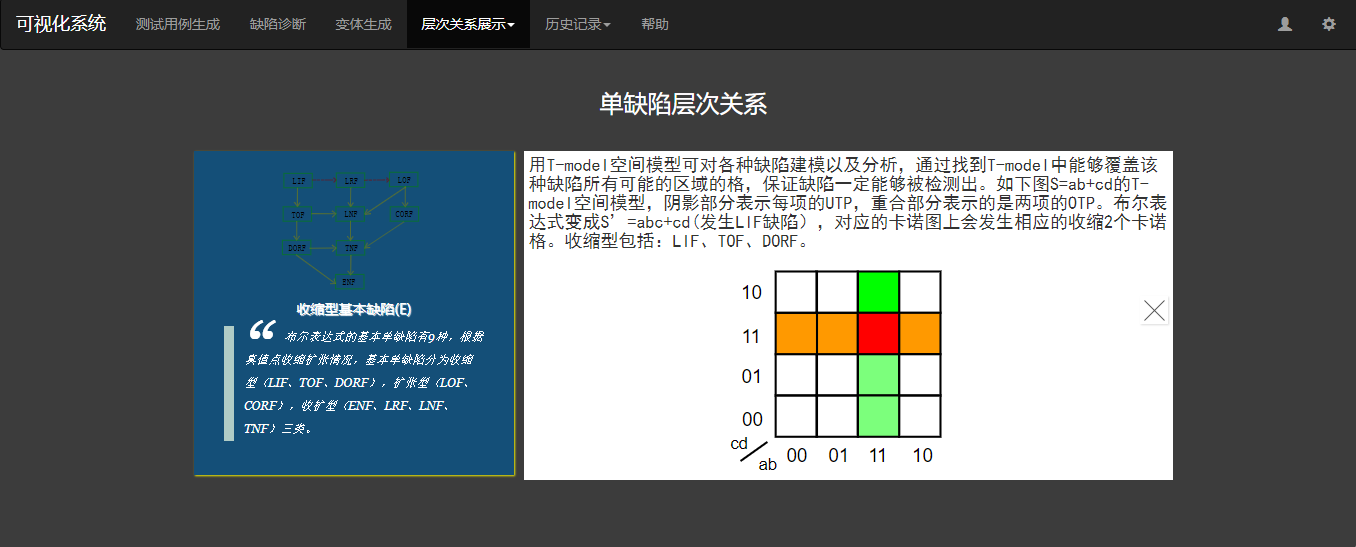 可视化系统 测试用例生成 缺陷诊断 变体生成 层次关系展示 历史记录 帮助
单缺陷层次关系
LIF LRF LOF
TOF LNF CORF
DORF TNF
ENF
收缩型基本缺陷(E)
“ 布尔表达式的基本单缺陷有9种，根据
真值点收缩扩张情况，基本单缺陷分为收缩
型（LIF、TOF、DORF），扩张型（LOF、
CORF），收扩型（ENF、LRF、LNF、
TNF）三类。
用T-model空间模型可对各种缺陷建模以及分析，通过找到T-model中能够覆盖该
种缺陷所有可能的区域的格，保证缺陷一定能够被检测出。如下图S=ab+cd的T-
model空间模型，阴影部分表示每项的UTP，重合部分表示的是两项的OTP。布尔表
达式变成S'=abc+cd(发生LIF缺陷)，对应的卡诺图上会发生相应的收缩2个卡诺
格。收缩型包括：LIF、TOF、DORF。
10
11
01
00
cd
ab 00 01 11 10